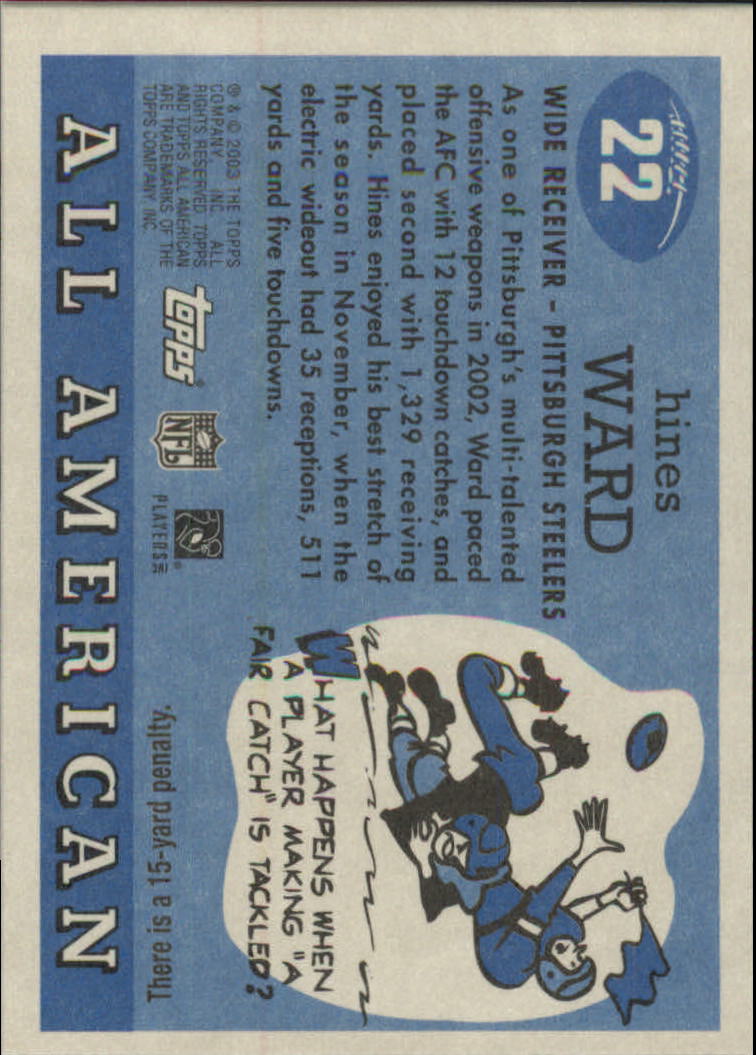 22
hines
WARD
WIDE RECEIVER – PITTSBURGH STEELERS
As one of Pittsburgh's multi-talented
offensive weapons in 2002, Ward paced
the AFC with 12 touchdown catches, and
placed second with 1,329 receiving
yards. Hines enjoyed his best stretch of
the season in November, when the
electric wideout had 35 receptions, 511
yards and five touchdowns.
® & © 2003 THE TOPPS
COMPANY, INC. ALL
RIGHTS RESERVED. TOPPS
AND TOPPS ALL AMERICAN
ARE TRADEMARKS OF THE
TOPPS COMPANY, INC.
topps®
NFL
PLAYERS INC
WHAT HAPPENS WHEN
A PLAYER MAKING "A
FAIR CATCH" IS TACKLED?
There is a 15-yard penalty.
ALL AMERICAN